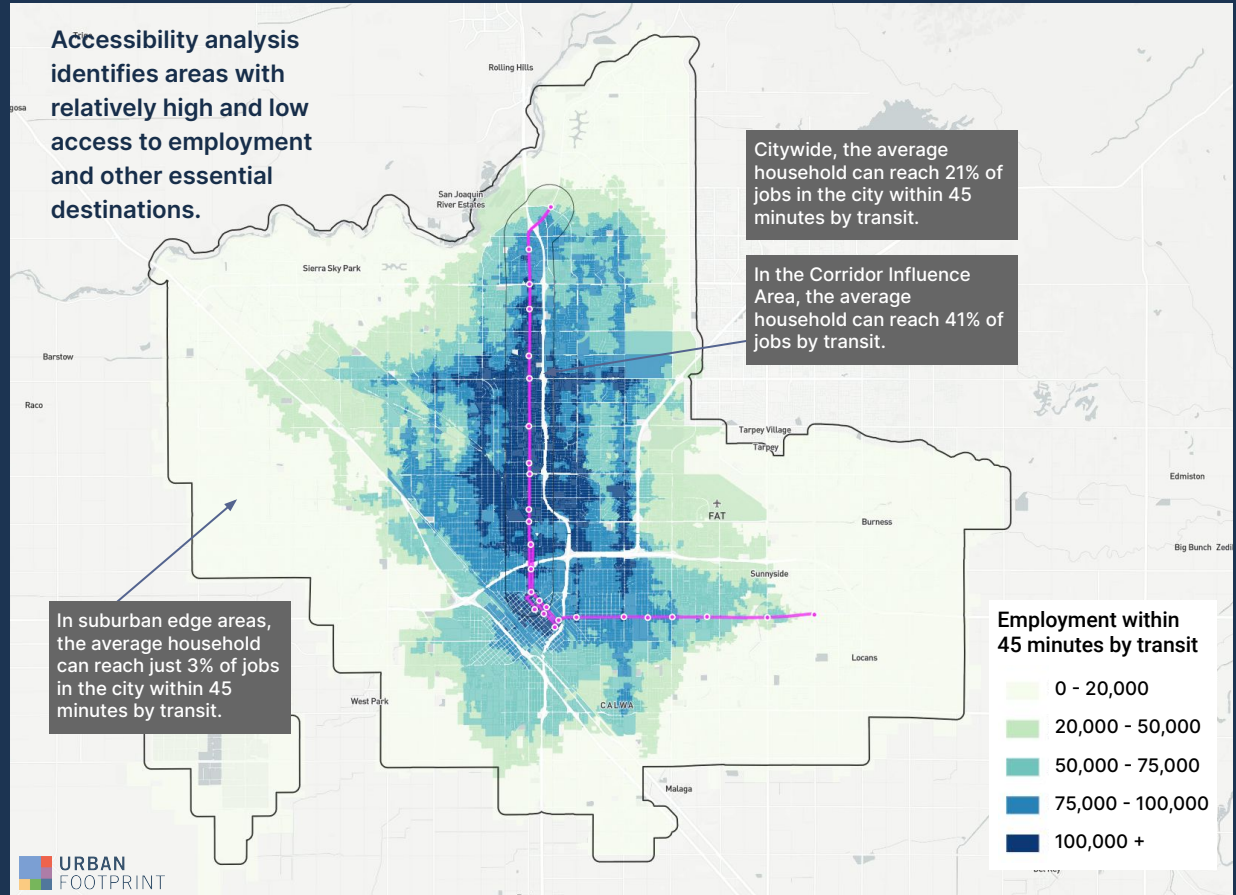 Accessibility analysis
identifies areas with
relatively high and low
access to employment
and other essential
destinations.
gosa
Rolling Hills
San Joaquin
River Estates
Sierra Sky Park
Barstow
Raco
Citywide, the average
household can reach 21% of
jobs in the city within 45
minutes by transit.
In the Corridor Influence
Area, the average
household can reach 41% of
jobs by transit.
Tarpey Village
Tarpey
Edmiston
FAT
Burness
Big Bunch
Zedi
Sunnyside
In suburban edge areas,
the average household
can reach just 3% of jobs
in the city within 45
minutes by transit.
Locans
West Park
CALWA
Malaga
Employment within
45 minutes by transit
0 - 20,000
20,000 - 50,000
50,000 - 75,000
75,000 - 100,000
100,000 +
URBAN
FOOTPRINT